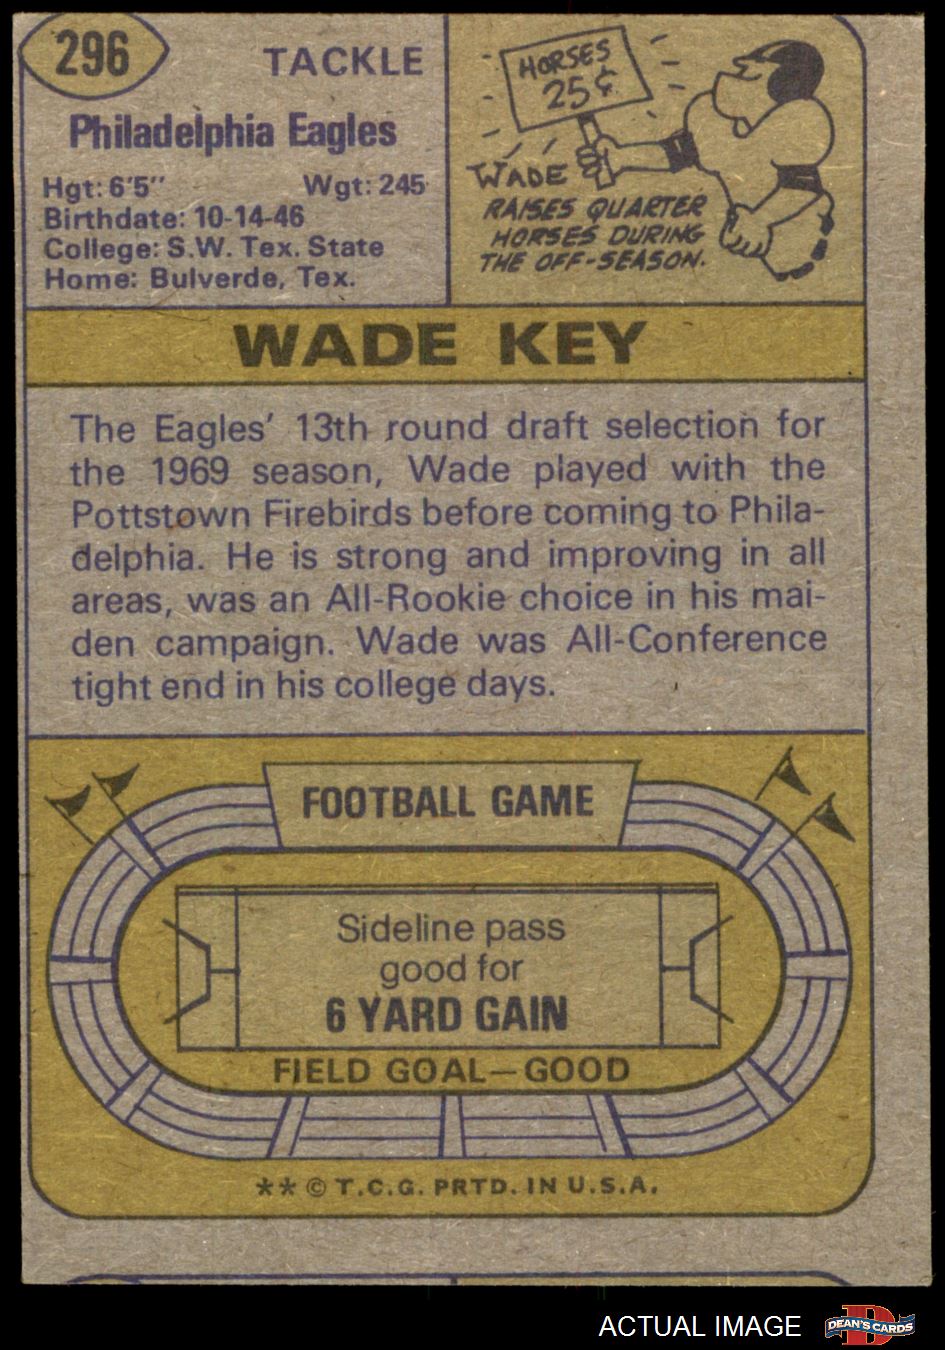 296
TACKLE
Philadelphia Eagles
Hgt: 6'5"   Wgt: 245
Birthdate: 10-14-46
College: S.W. Tex. State
Home: Bulverde, Tex.
HORSES
25¢
WADE
RAISES QUARTER
HORSES DURING
THE OFF-SEASON.
WADE KEY
The Eagles' 13th round draft selection for
the 1969 season, Wade played with the
Pottstown Firebirds before coming to Phila-
delphia. He is strong and improving in all
areas, was an All-Rookie choice in his mai-
den campaign. Wade was All-Conference
tight end in his college days.
FOOTBALL GAME
Sideline pass
good for
6 YARD GAIN
FIELD GOAL—GOOD
** © T.C.G. PRTD. IN U.S.A.
ACTUAL IMAGE
D
DEAN'S CARDS